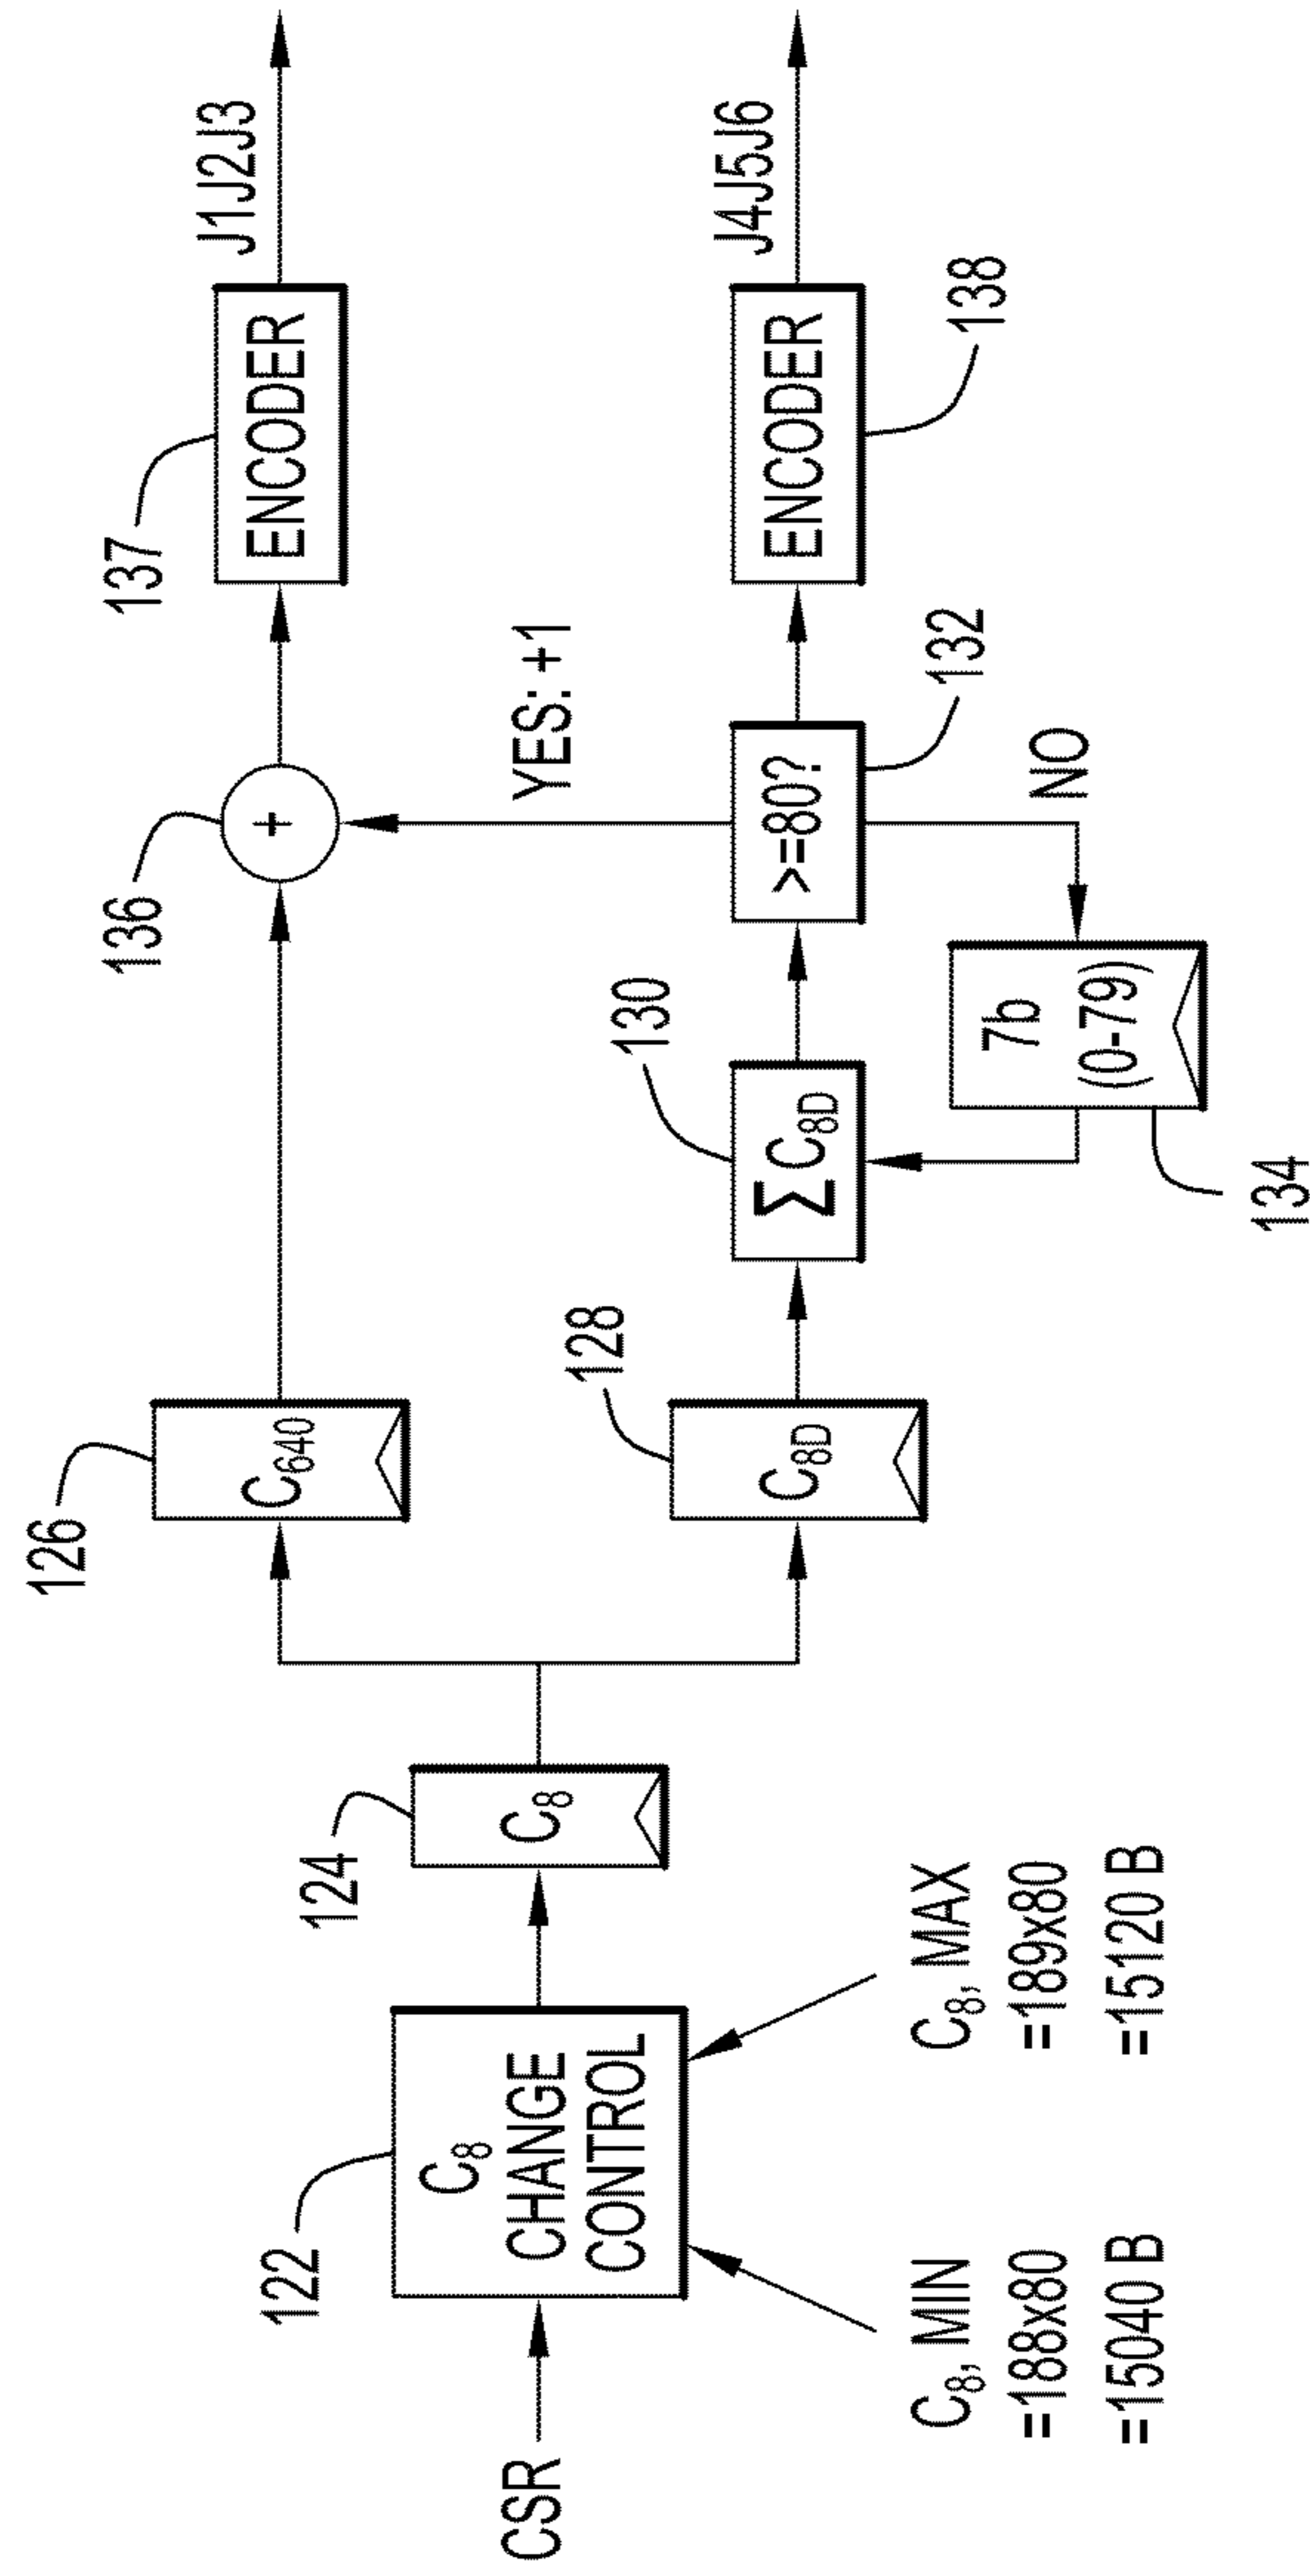 CSR
122
C8
CHANGE
CONTROL
C8, MIN
=188x80
=15040 B
C8, MAX
=189x80
=15120 B
124
C8
126
C640
128
C8D
130
Σ C8D
134
7b
(0-79)
132
>=80?
NO
YES: +1
136
+
137
ENCODER
J1J2J3
138
ENCODER
J4J5J6